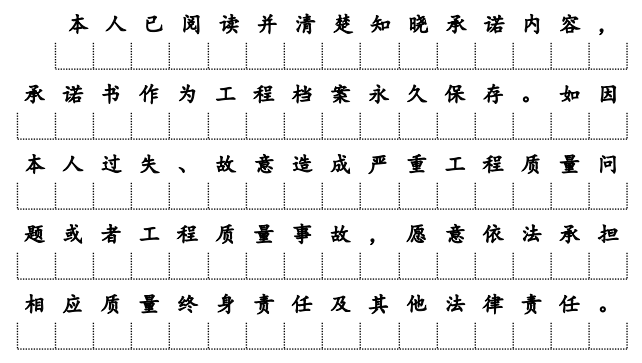 本人已阅读并清楚知晓承诺内容，
承诺书作为工程档案永久保存。如因
本人过失、故意造成严重工程质量问
题或者工程质量事故，愿意依法承担
相应质量终身责任及其他法律责任。